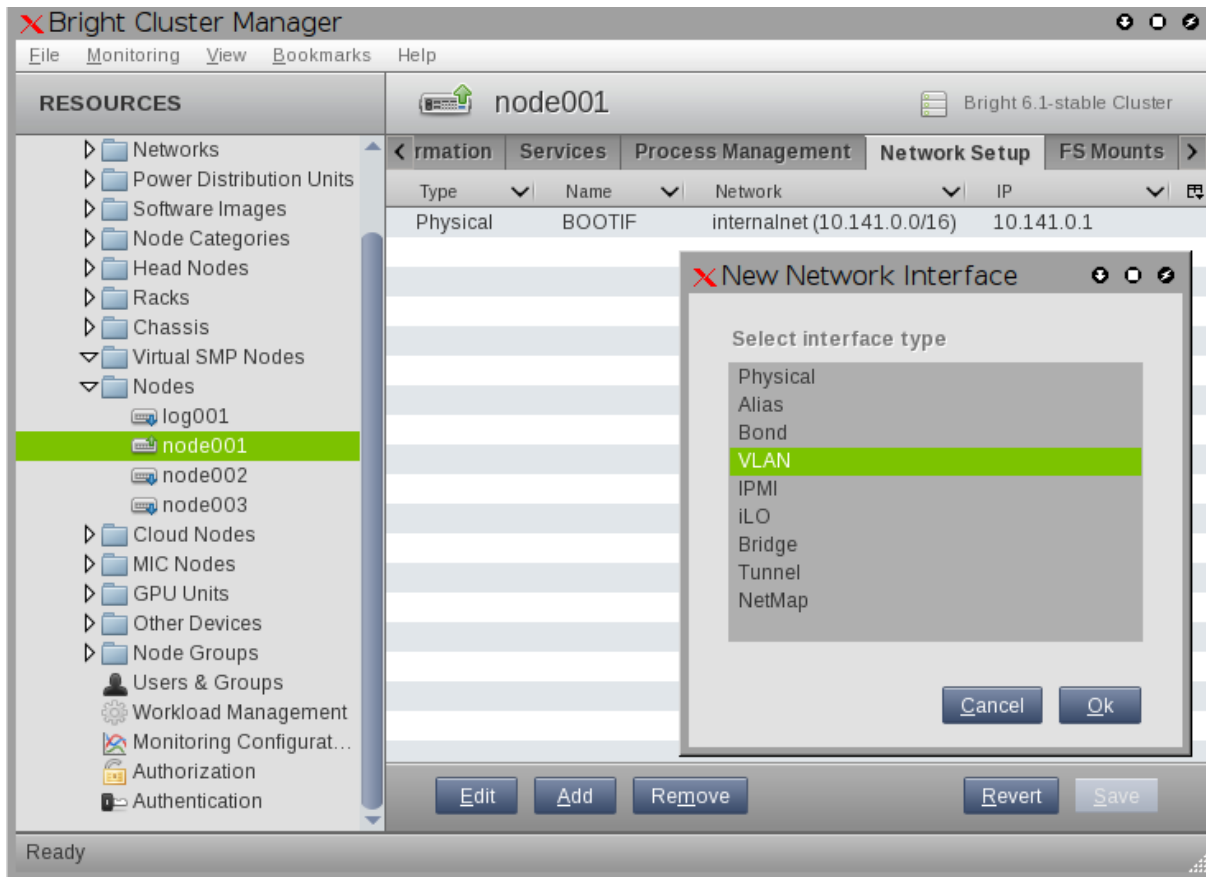 Bright Cluster Manager
File Monitoring View Bookmarks Help
RESOURCES
node001
Bright 6.1-stable Cluster
Networks
Power Distribution Units
Software Images
Node Categories
Head Nodes
Racks
Chassis
Virtual SMP Nodes
Nodes
log001
node001
node002
node003
Cloud Nodes
MIC Nodes
GPU Units
Other Devices
Node Groups
Users & Groups
Workload Management
Monitoring Configurat...
Authorization
Authentication
rmation Services Process Management Network Setup FS Mounts
Type Name Network IP
Physical BOOTIF internalnet (10.141.0.0/16) 10.141.0.1
New Network Interface
Select interface type
Physical
Alias
Bond
VLAN
IPMI
iLO
Bridge
Tunnel
NetMap
Cancel Ok
Edit Add Remove Revert Save
Ready